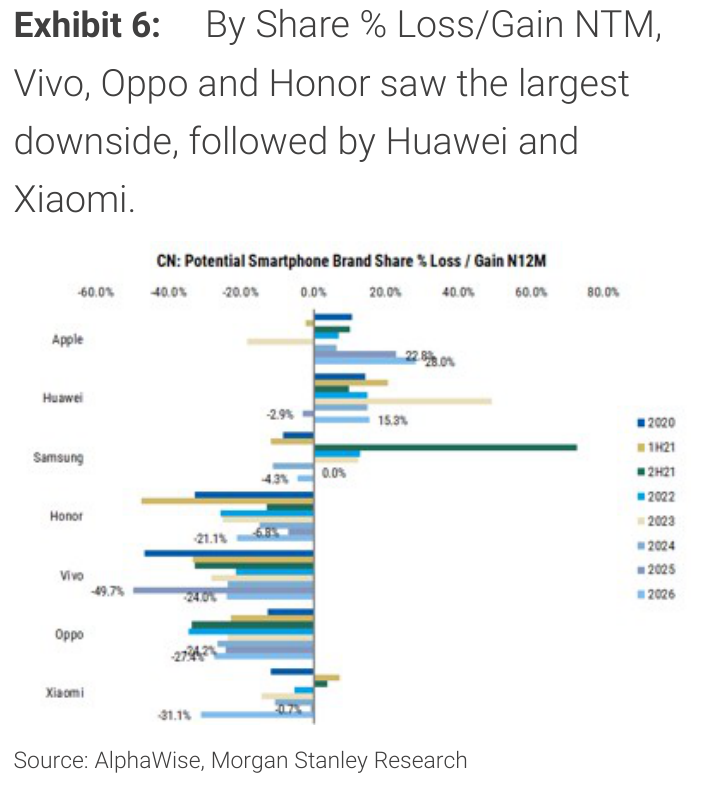 Exhibit 6: By Share % Loss/Gain NTM,
Vivo, Oppo and Honor saw the largest
downside, followed by Huawei and
Xiaomi.
CN: Potential Smartphone Brand Share % Loss / Gain N12M
-60.0% -40.0% -20.0% 0.0% 20.0% 40.0% 60.0% 80.0%
Apple
22.8%
28.0%
Huawei
-2.9%
15.3%
Samsung
0.0%
-4.3%
Honor
-6.8%
-21.1%
Vivo
-49.7%
-24.0%
Oppo
-24.2%
-27.4%
Xiaomi
-0.7%
-31.1%
2020
1H21
2H21
2022
2023
2024
2025
2026
Source: AlphaWise, Morgan Stanley Research